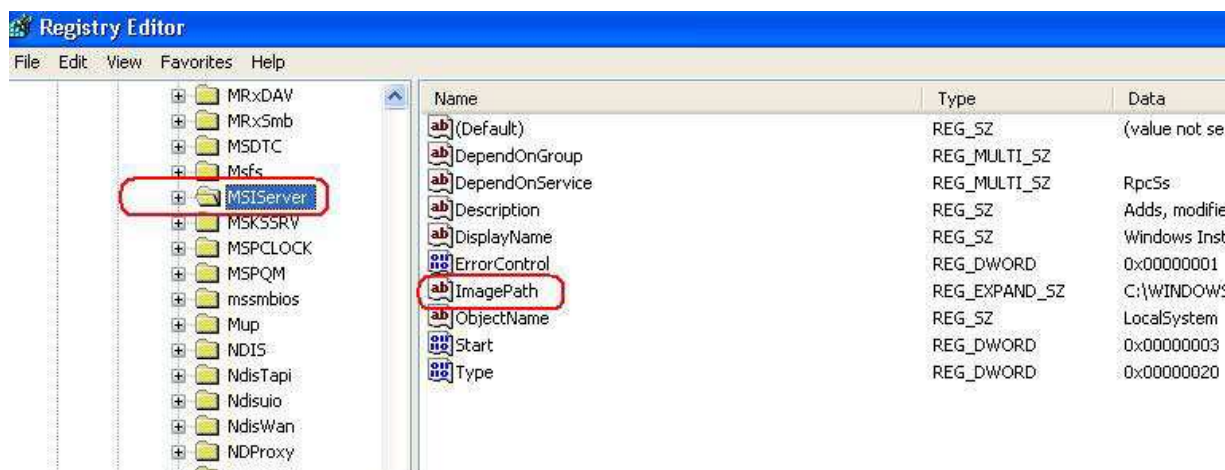 Registry Editor
File Edit View Favorites Help
MRxDAV
MRxSmb
MSDTC
Msfs
MSIServer
MSKSSRV
MSPCLOCK
MSPQM
mssmbios
Mup
NDIS
NdisTapi
Ndisuio
NdisWan
NDProxy
Name Type Data
(Default) REG_SZ (value not se
DependOnGroup REG_MULTI_SZ
DependOnService REG_MULTI_SZ RpcSs
Description REG_SZ Adds, modifie
DisplayName REG_SZ Windows Inst
ErrorControl REG_DWORD 0x00000001
ImagePath REG_EXPAND_SZ C:\WINDOWS
ObjectName REG_SZ LocalSystem
Start REG_DWORD 0x00000003
Type REG_DWORD 0x00000020